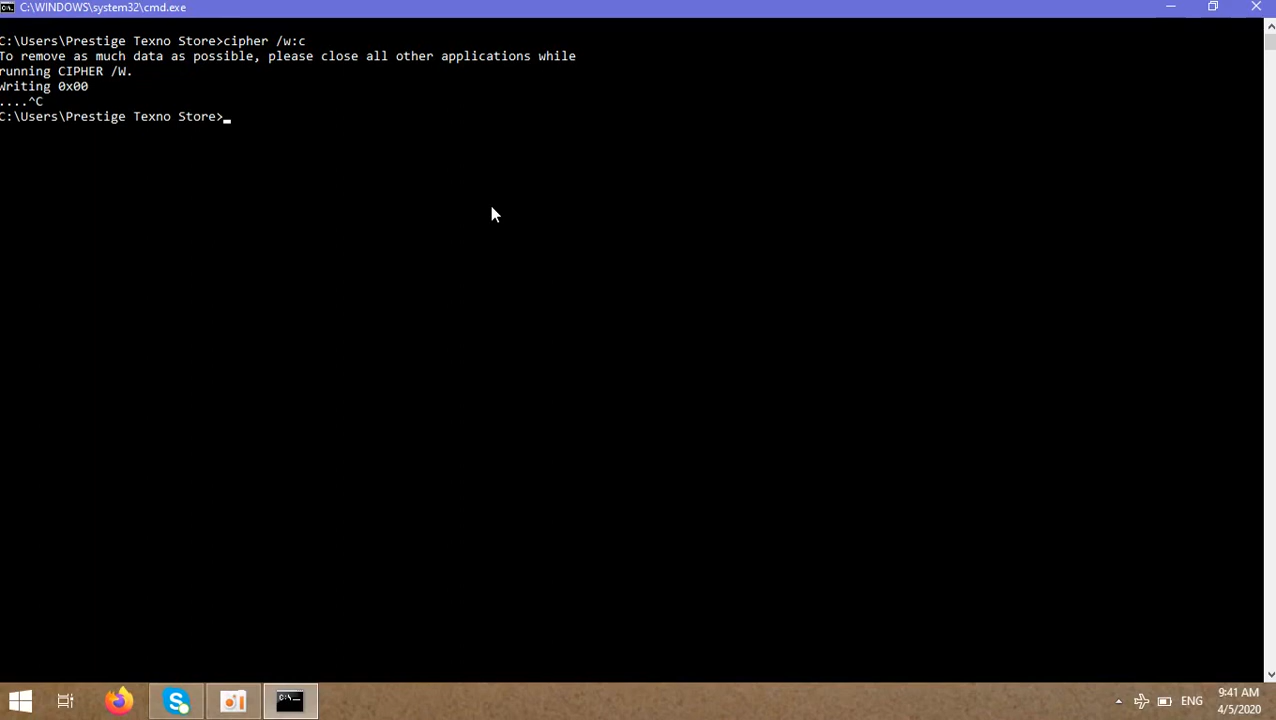 C:\WINDOWS\system32\cmd.exe
C:\Users\Prestige Texno Store>cipher /w:c
To remove as much data as possible, please close all other applications while
running CIPHER /W.
Writing 0x00
....^C
C:\Users\Prestige Texno Store>
ENG
9:41 AM
4/5/2020